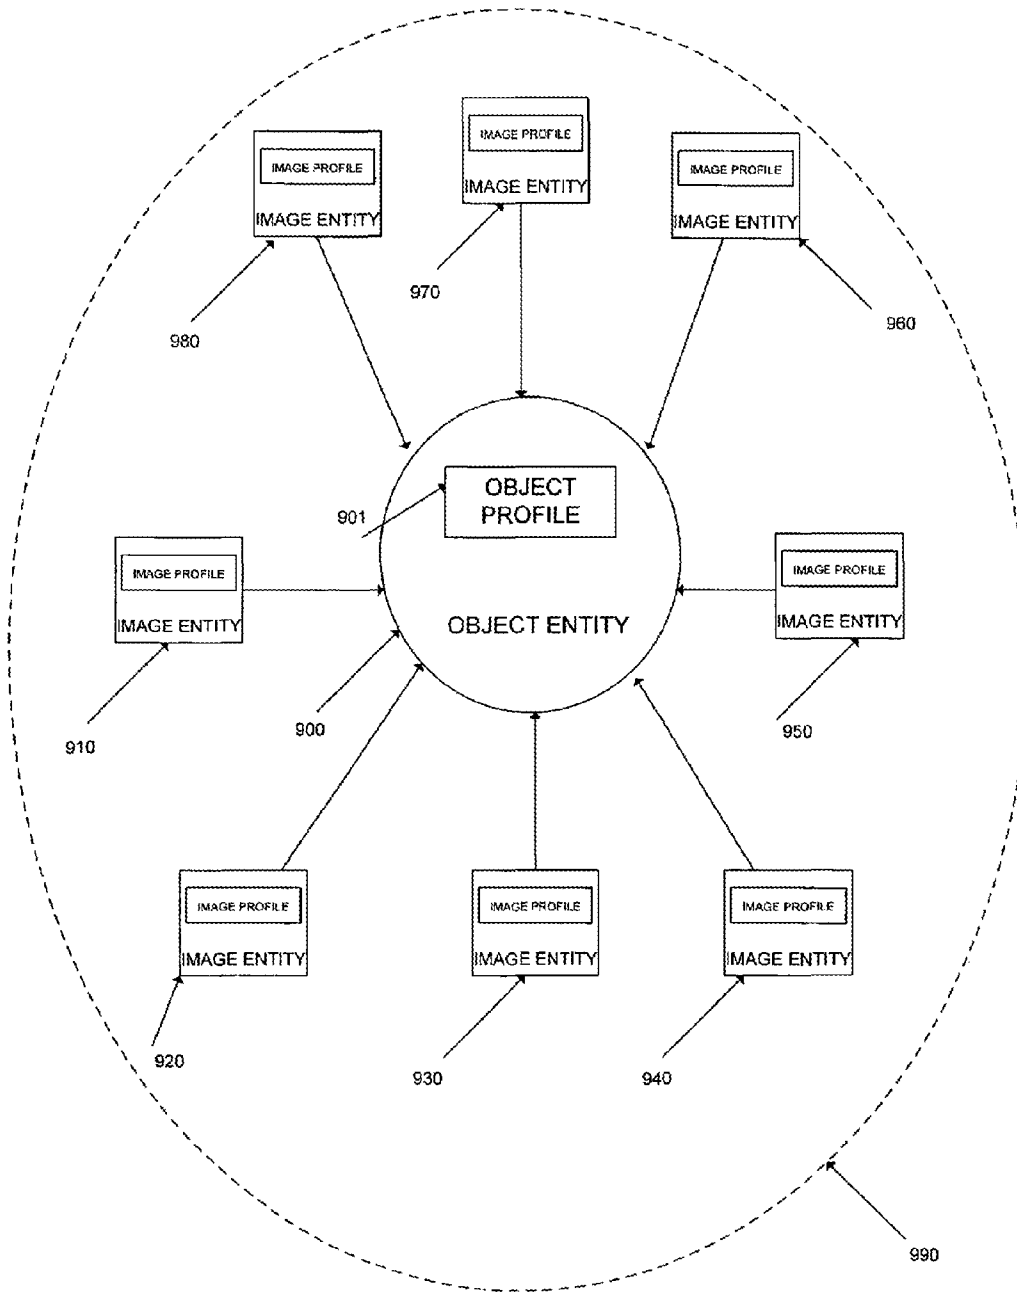 IMAGE PROFILE
IMAGE ENTITY
970
IMAGE PROFILE
IMAGE ENTITY
980
IMAGE PROFILE
IMAGE ENTITY
960
OBJECT
PROFILE
901
OBJECT ENTITY
900
IMAGE PROFILE
IMAGE ENTITY
910
IMAGE PROFILE
IMAGE ENTITY
950
IMAGE PROFILE
IMAGE ENTITY
920
IMAGE PROFILE
IMAGE ENTITY
930
IMAGE PROFILE
IMAGE ENTITY
940
990